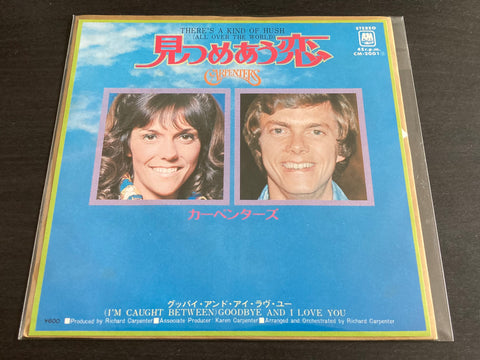 THERE'S A KIND OF HUSH
(ALL OVER THE WORLD)
見つめあう恋
CARPENTERS
STEREO
A&M
45r.p.m.
CM-2001
カーペンターズ
グッバイ・アンド・アイ・ラヴ・ユー
(I'M CAUGHT BETWEEN) GOODBYE AND I LOVE YOU
¥600 ■Produced by Richard Carpenter ■Associate Producer: Karen Carpenter ■Arranged and Orchestrated by Richard Carpenter